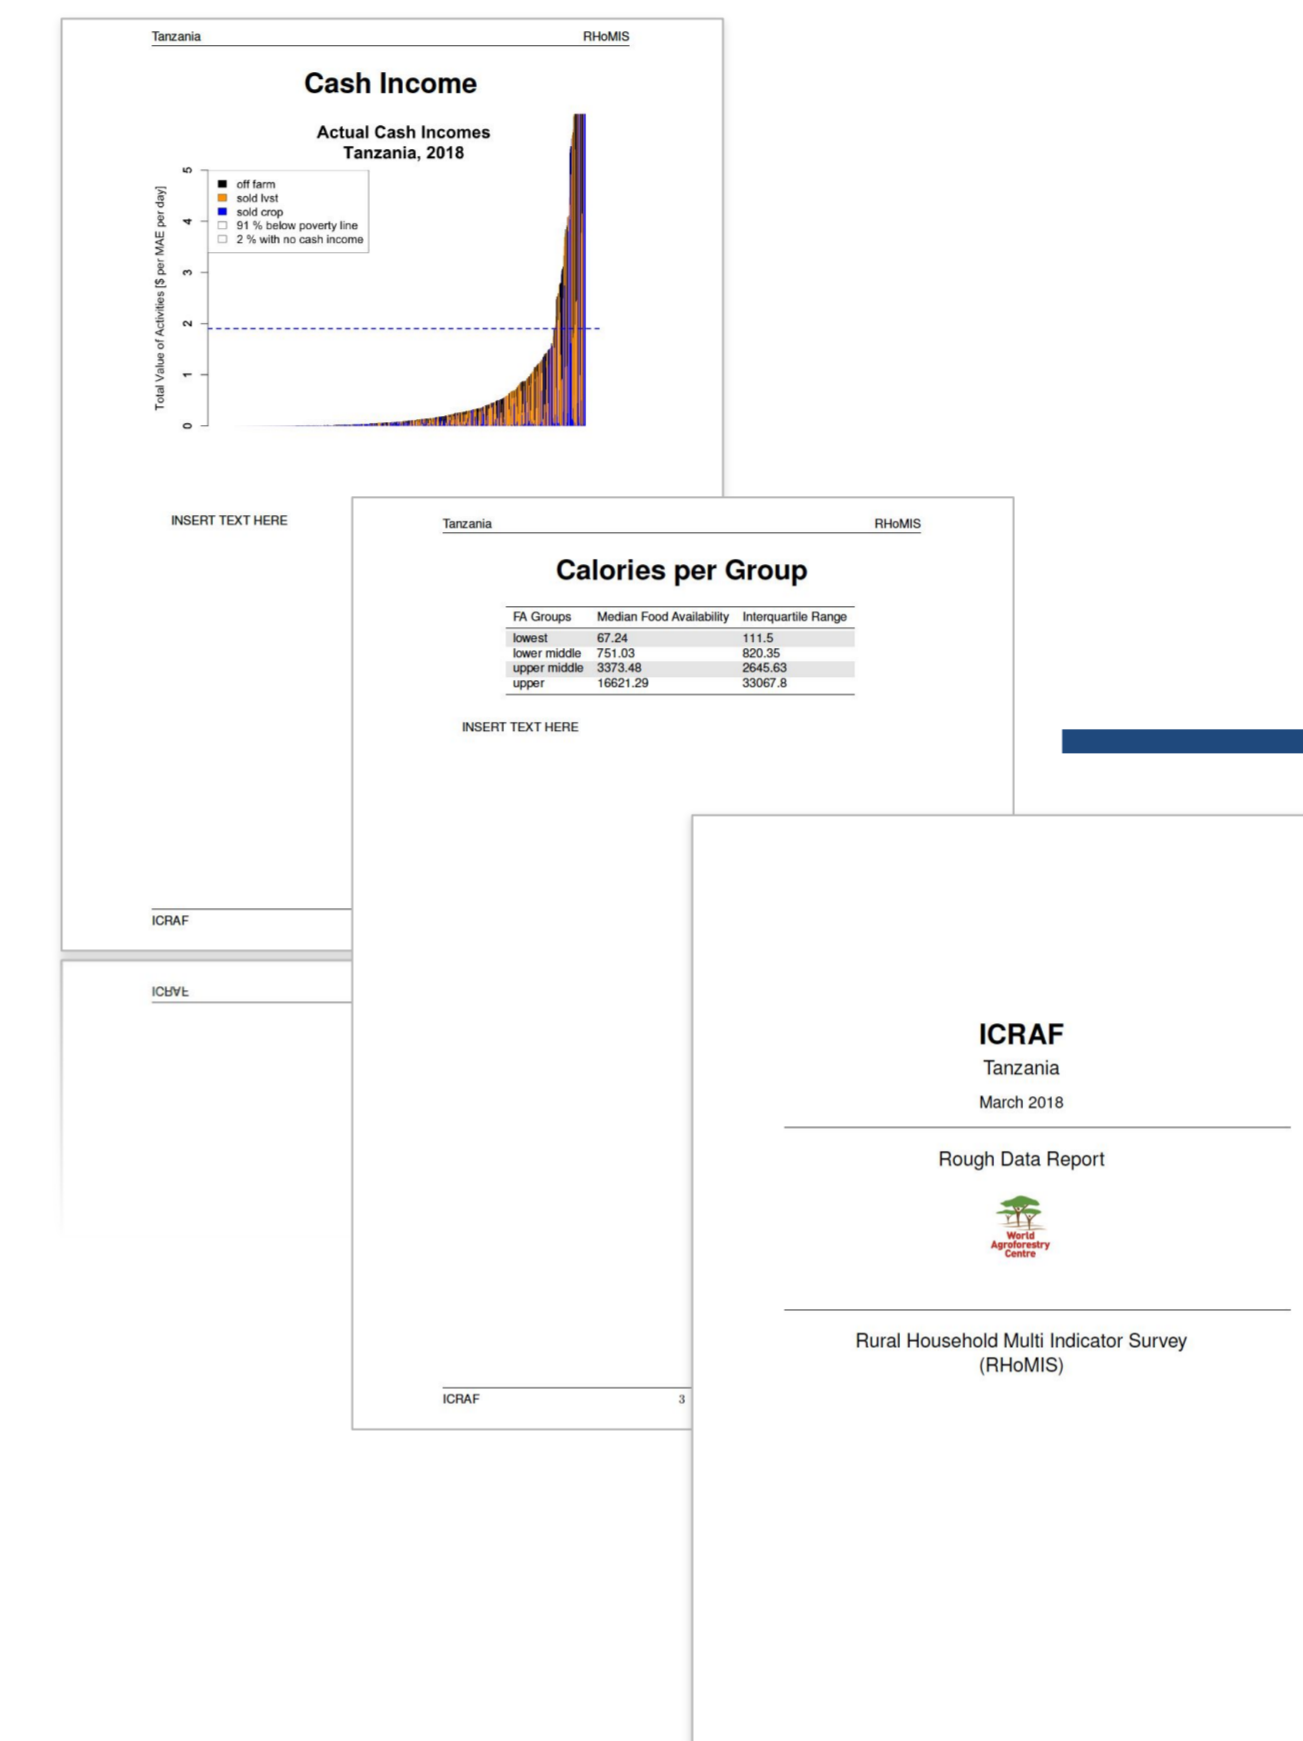 Tanzania RHoMIS
Cash Income
Actual Cash Incomes
Tanzania, 2018
Total Value of Activities [$ per MAE per day]
5
4
3
2
1
0
off farm
sold lvst
sold crop
91 % below poverty line
2 % with no cash income
INSERT TEXT HERE
ICRAF
ICRAF
Tanzania RHoMIS
Calories per Group
FA Groups Median Food Availability Interquartile Range
lowest 67.24 111.5
lower middle 751.03 820.35
upper middle 3373.48 2645.63
upper 16621.29 33067.8
INSERT TEXT HERE
ICRAF 3
ICRAF
Tanzania
March 2018
Rough Data Report
World
Agroforestry
Centre
Rural Household Multi Indicator Survey
(RHoMIS)